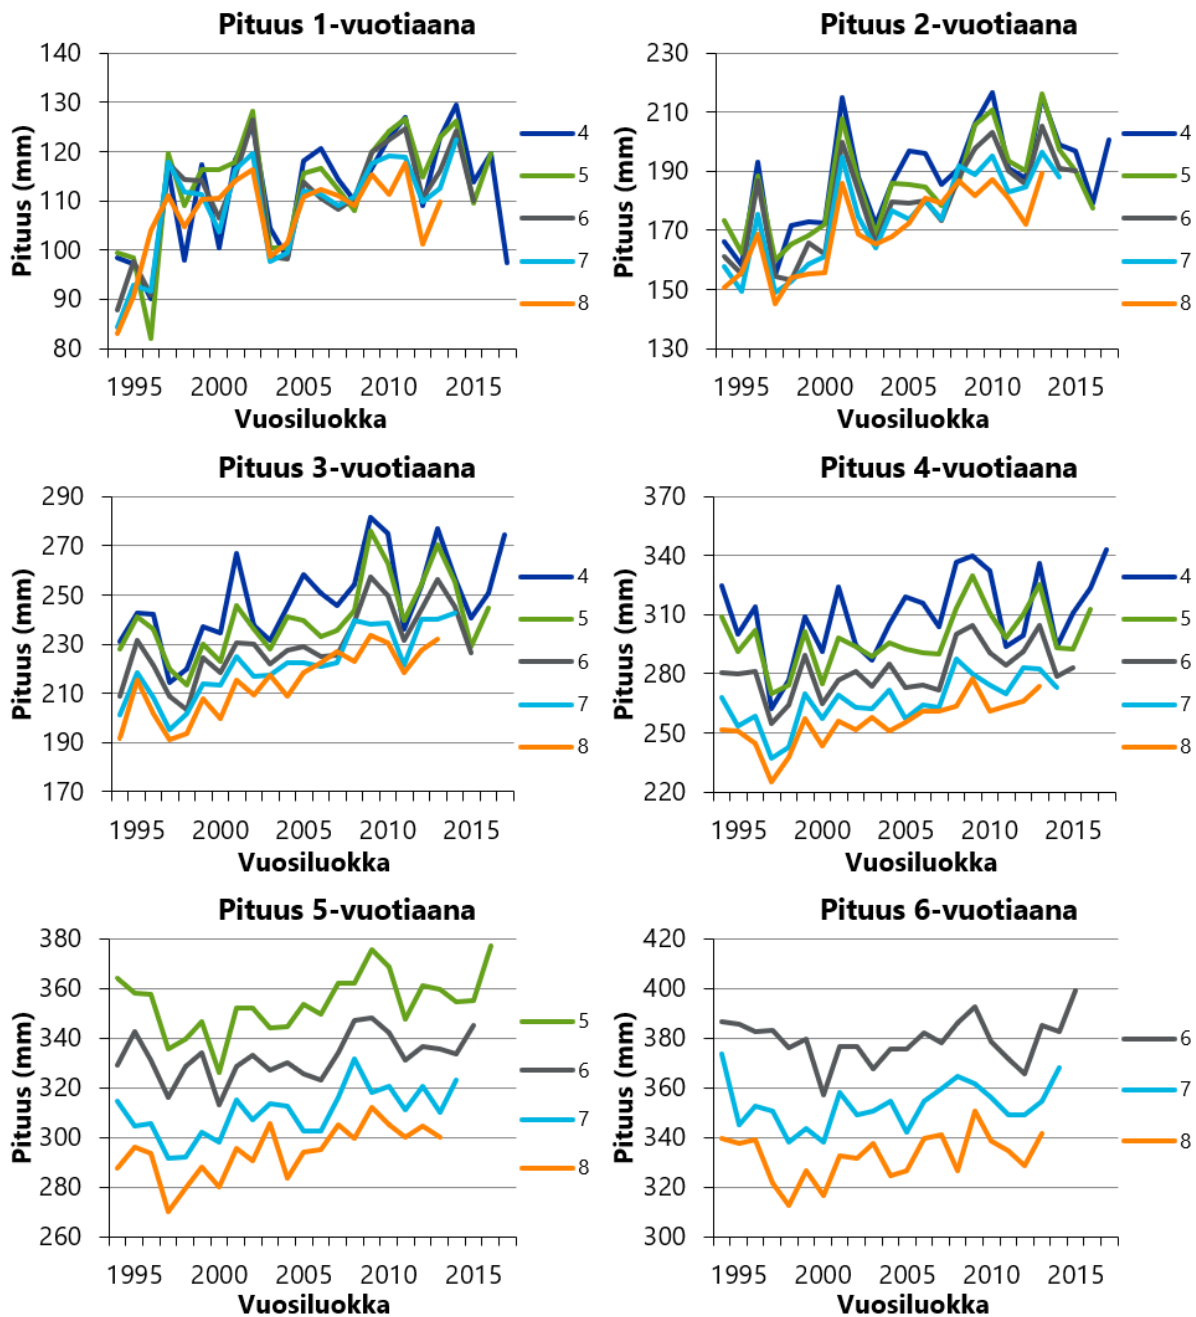 Pituus 1-vuotiaana
Pituus (mm)
140
130
120
110
100
90
80
1995 2000 2005 2010 2015
Vuosiluokka
4
5
6
7
8
Pituus 2-vuotiaana
Pituus (mm)
230
210
190
170
150
130
1995 2000 2005 2010 2015
Vuosiluokka
4
5
6
7
8
Pituus 3-vuotiaana
Pituus (mm)
290
270
250
230
210
190
170
1995 2000 2005 2010 2015
Vuosiluokka
4
5
6
7
8
Pituus 4-vuotiaana
Pituus (mm)
370
340
310
280
250
220
1995 2000 2005 2010 2015
Vuosiluokka
4
5
6
7
8
Pituus 5-vuotiaana
Pituus (mm)
380
360
340
320
300
280
260
1995 2000 2005 2010 2015
Vuosiluokka
5
6
7
8
Pituus 6-vuotiaana
Pituus (mm)
420
400
380
360
340
320
300
1995 2000 2005 2010 2015
Vuosiluokka
6
7
8